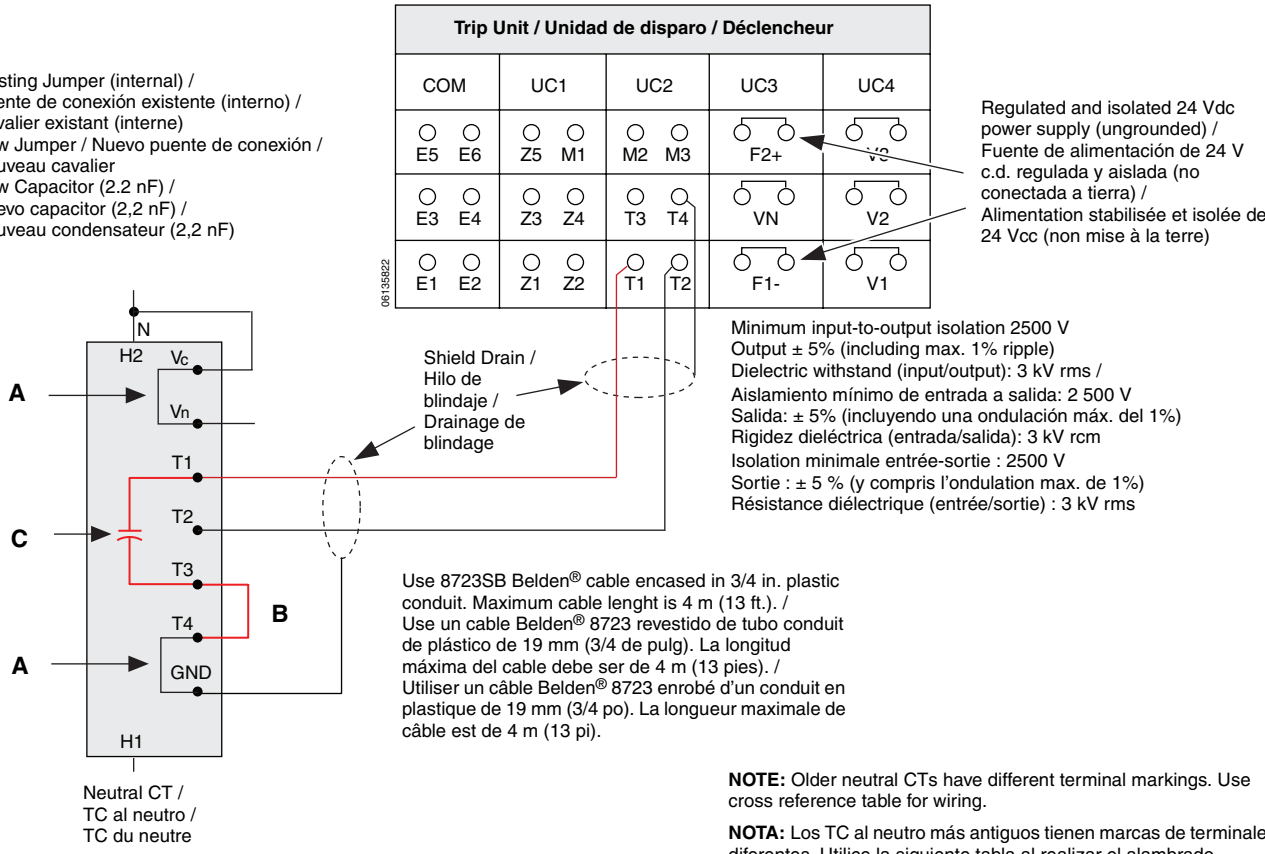 Trip Unit / Unidad de disparo / Déclencheur
COM UC1 UC2 UC3 UC4
E5 E6 Z5 M1 M2 M3 F2+ V3
E3 E4 Z3 Z4 T3 T4 VN V2
E1 E2 Z1 Z2 T1 T2 F1- V1
06135822
Jumper (internal) /
de conexión existente (interno) /
existant (interne)
Jumper / Nuevo puente de conexión /
cavalier
Capacitor (2.2 nF) /
capacitor (2,2 nF) /
condensateur (2,2 nF)
Regulated and isolated 24 Vdc
power supply (ungrounded) /
Fuente de alimentación de 24 V
c.d. regulada y aislada (no
conectada a tierra) /
Alimentation stabilisée et isolée de
24 Vcc (non mise à la terre)
N
H2 Vc
A
Vn
T1
C
T2
T3
B
T4
A
GND
H1
Neutral CT /
TC al neutro /
TC du neutre
Shield Drain /
Hilo de
blindaje /
Drainage de
blindage
Minimum input-to-output isolation 2500 V
Output ± 5% (including max. 1% ripple)
Dielectric withstand (input/output): 3 kV rms /
Aislamiento mínimo de entrada a salida: 2 500 V
Salida: ± 5% (incluyendo una ondulación máx. del 1%)
Rigidez dieléctrica (entrada/salida): 3 kV rcm
Isolation minimale entrée-sortie : 2500 V
Sortie : ± 5 % (y compris l'ondulation max. de 1%)
Résistance diélectrique (entrée/sortie) : 3 kV rms
Use 8723SB Belden® cable encased in 3/4 in. plastic
conduit. Maximum cable lenght is 4 m (13 ft.). /
Use un cable Belden® 8723 revestido de tubo conduit
de plástico de 19 mm (3/4 de pulg). La longitud
máxima del cable debe ser de 4 m (13 pies). /
Utiliser un câble Belden® 8723 enrobé d'un conduit en
plastique de 19 mm (3/4 po). La longueur maximale de
câble est de 4 m (13 pi).
NOTE: Older neutral CTs have different terminal markings. Use
cross reference table for wiring.
NOTA: Los TC al neutro más antiguos tienen marcas de
diferentes. Utilice la siguiente tabla al realizar el alambrado